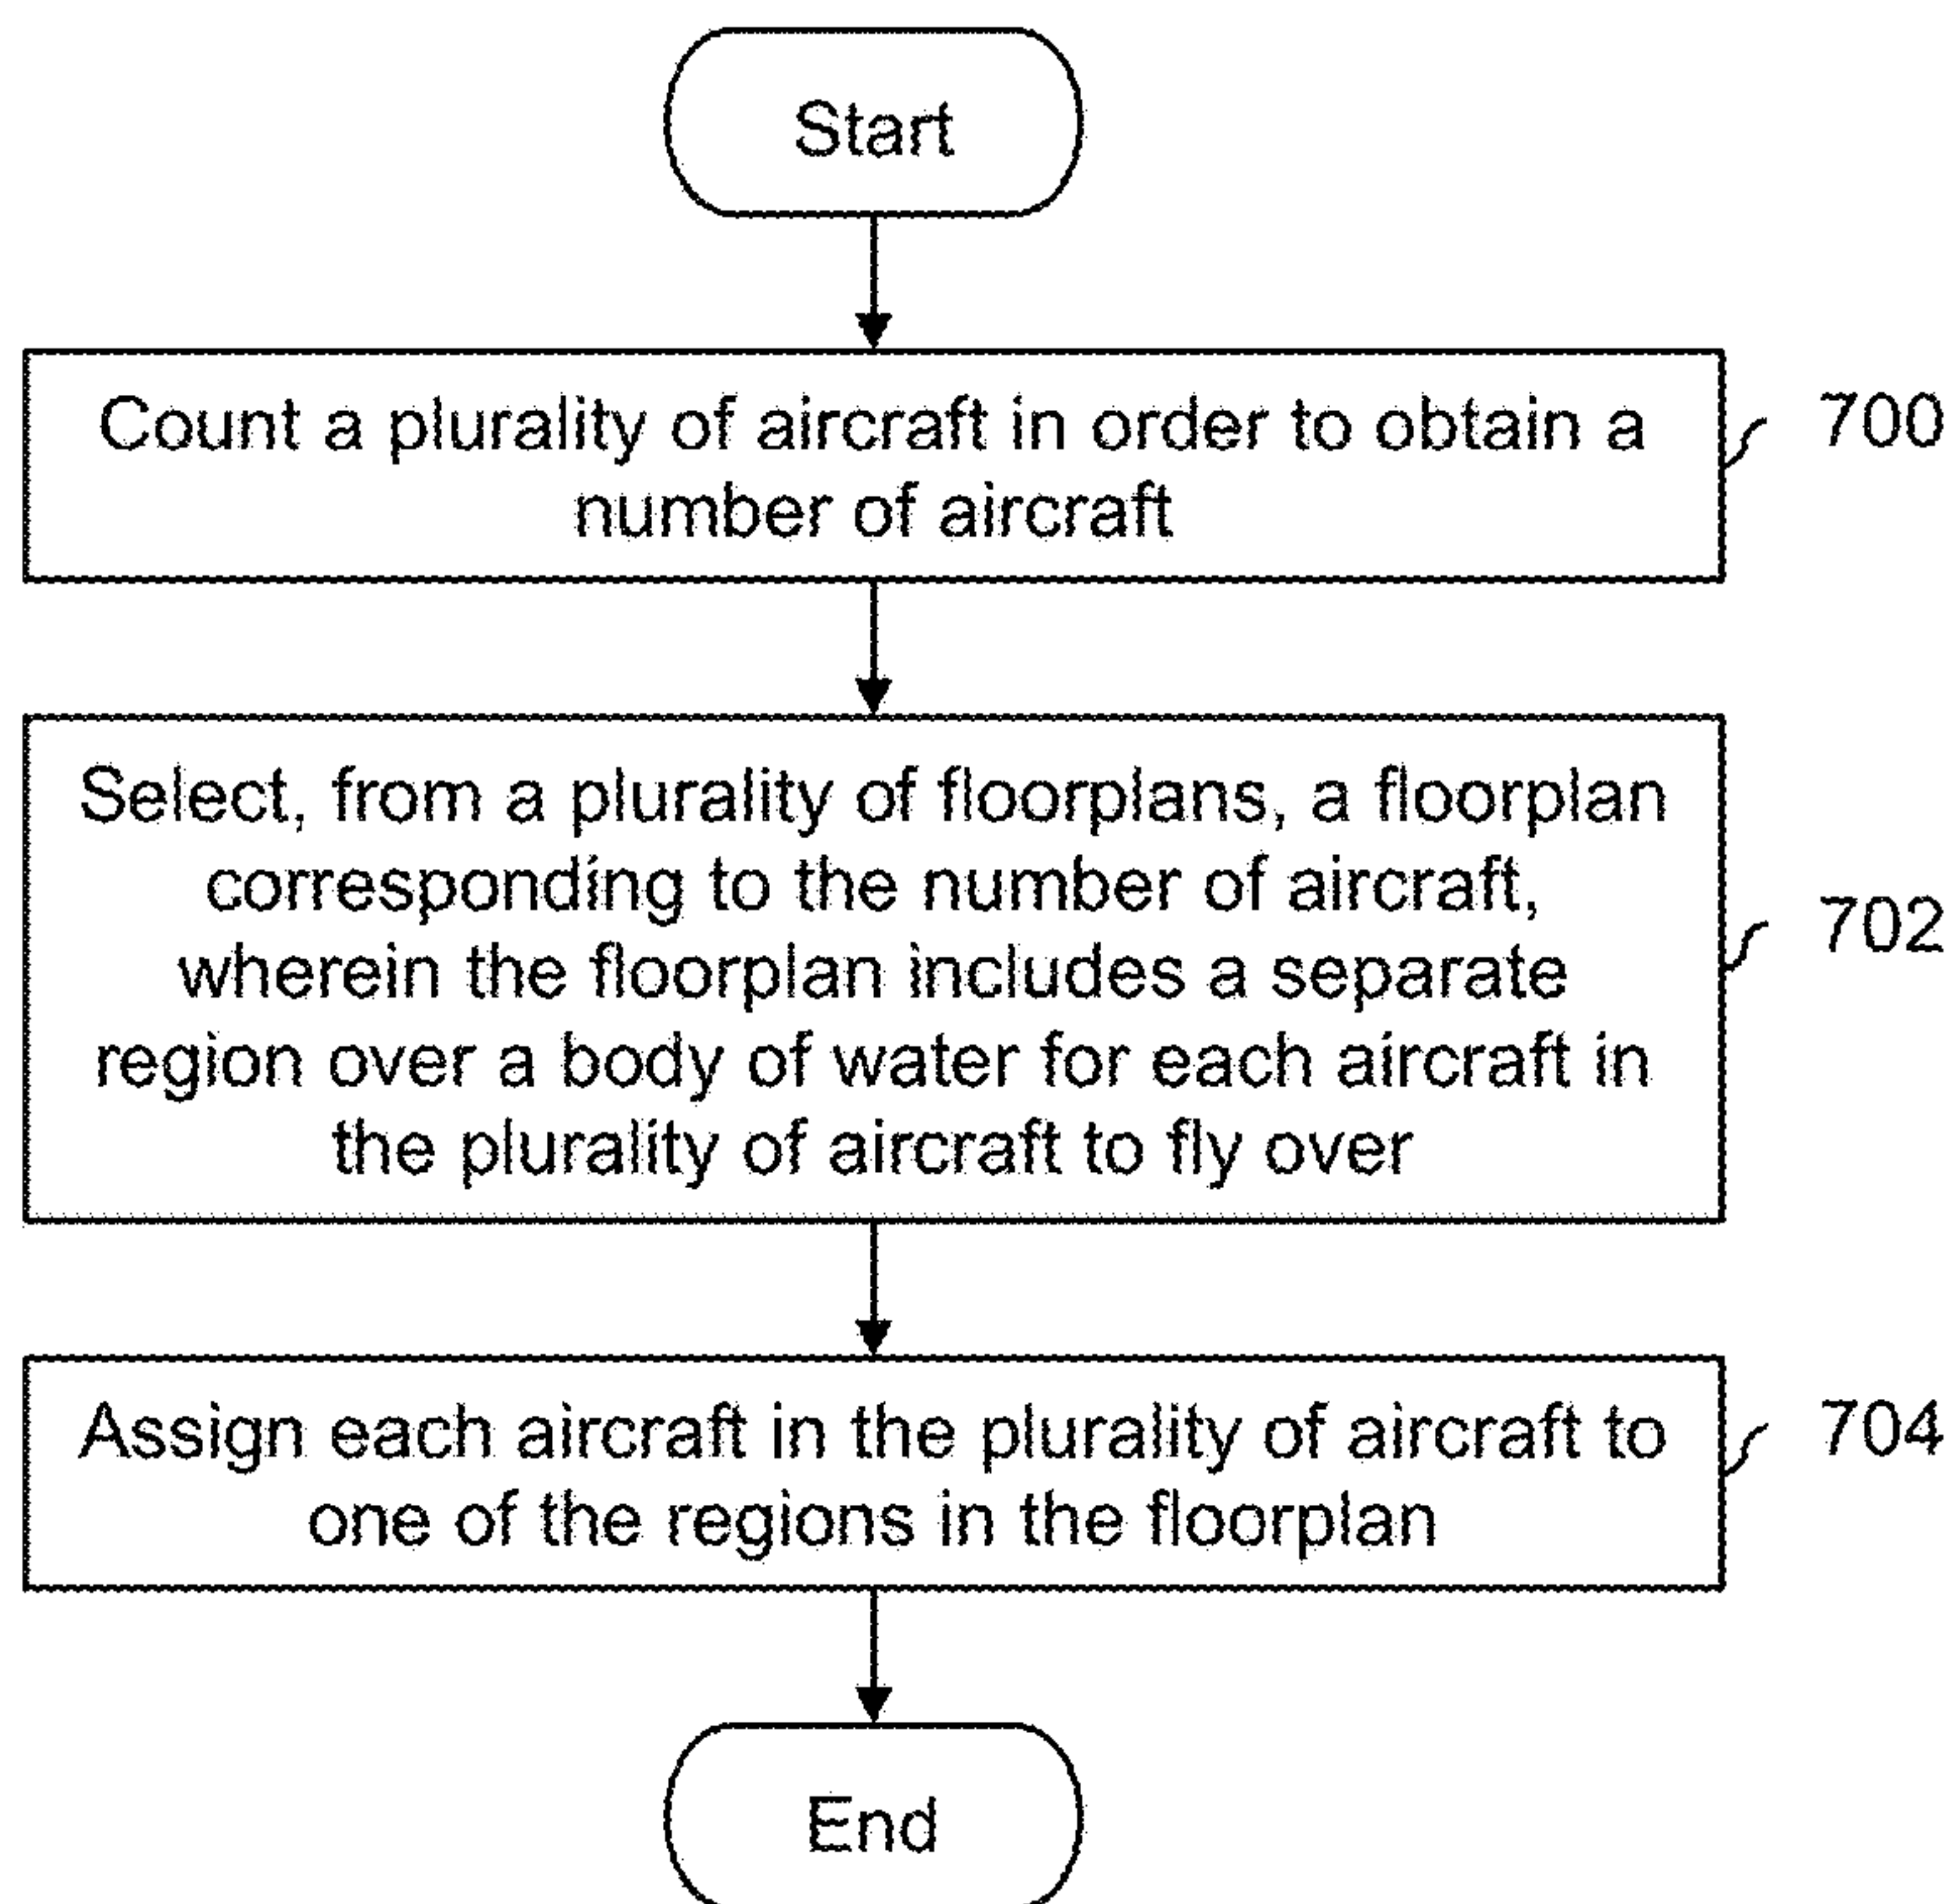 Start
Count a plurality of aircraft in order to obtain a
number of aircraft
700
Select, from a plurality of floorplans, a floorplan
corresponding to the number of aircraft,
wherein the floorplan includes a separate
region over a body of water for each aircraft in
the plurality of aircraft to fly over
702
Assign each aircraft in the plurality of aircraft to
one of the regions in the floorplan
704
End